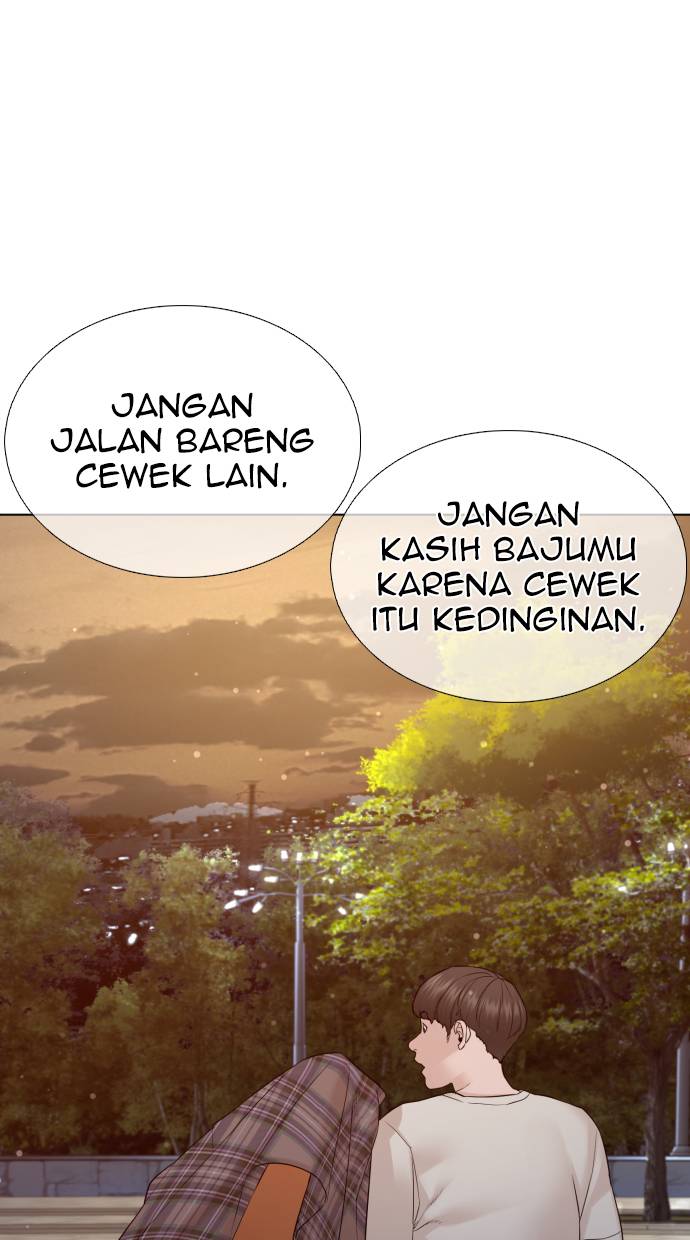 JANGAN
JALAN BARENG
CEWEK LAIN.
JANGAN
KASIH BAJUMU
KARENA CEWEK
ITU KEDINGINAN.